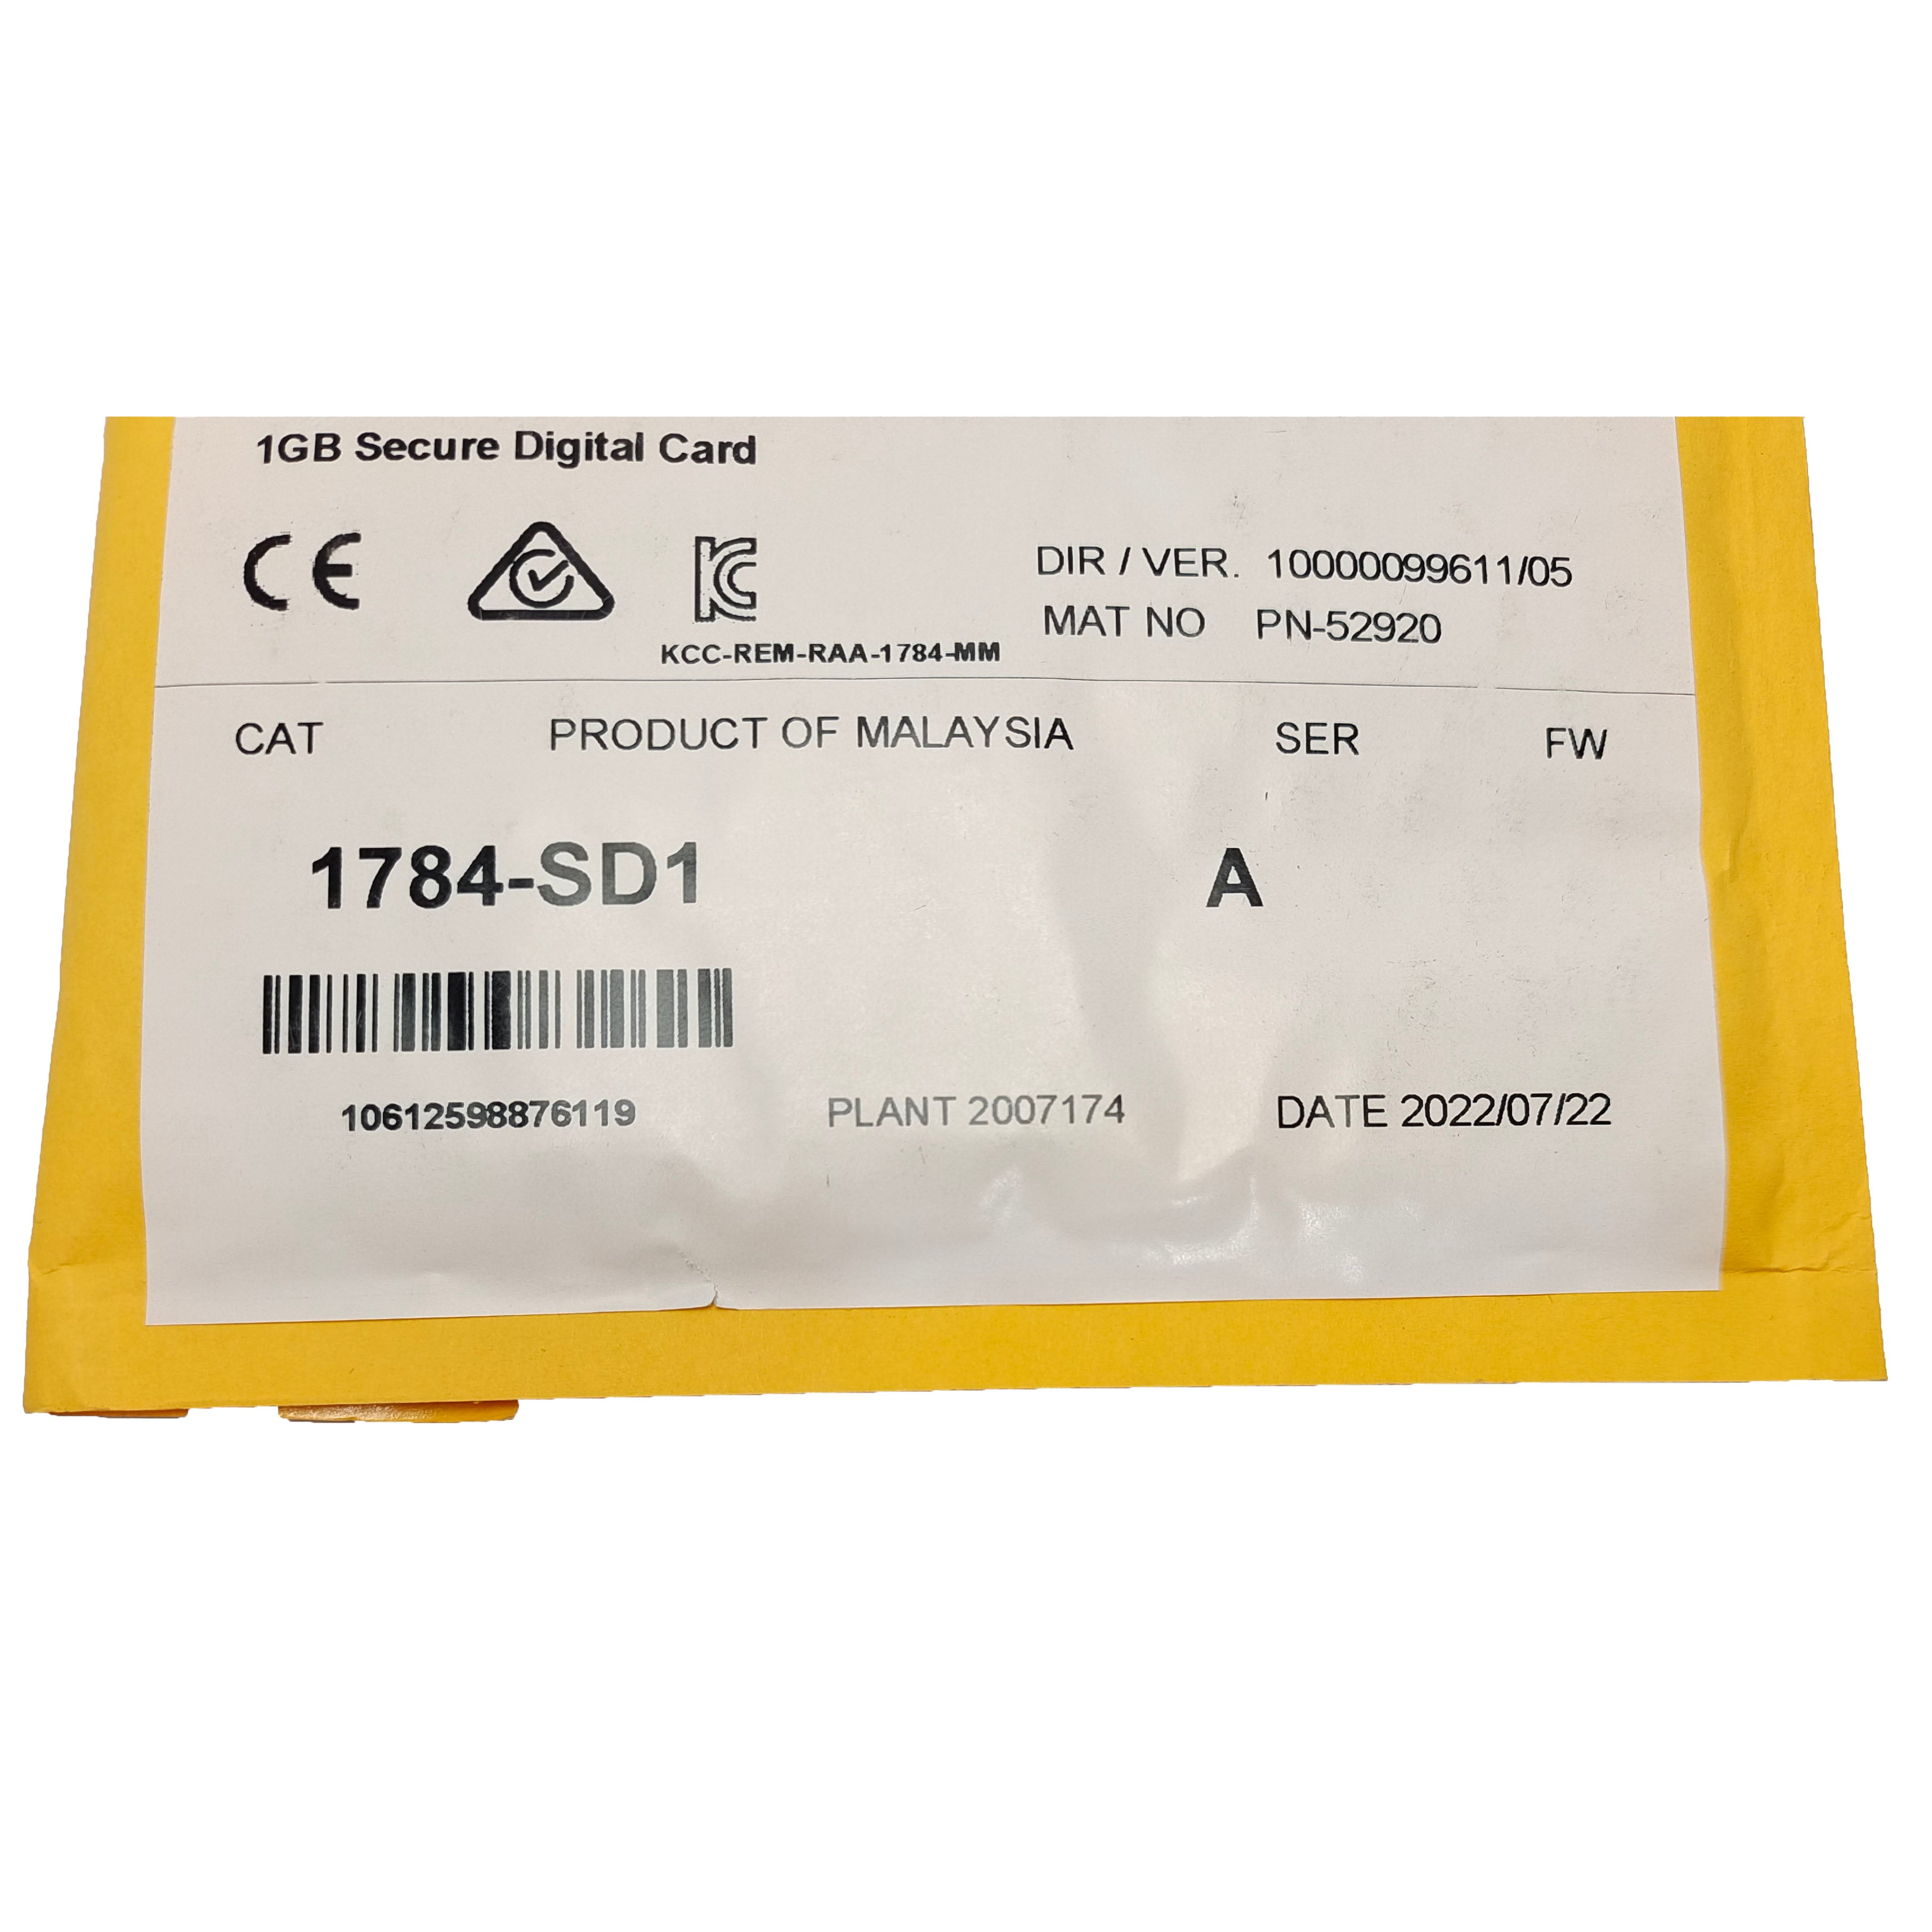 1GB Secure Digital Card
CE
KC
DIR / VER. 10000099611/05
MAT NO PN-52920
KCC-REM-RAA-1784-MM
CAT PRODUCT OF MALAYSIA SER FW
1784-SD1 A
10612598876119 PLANT 2007174 DATE 2022/07/22